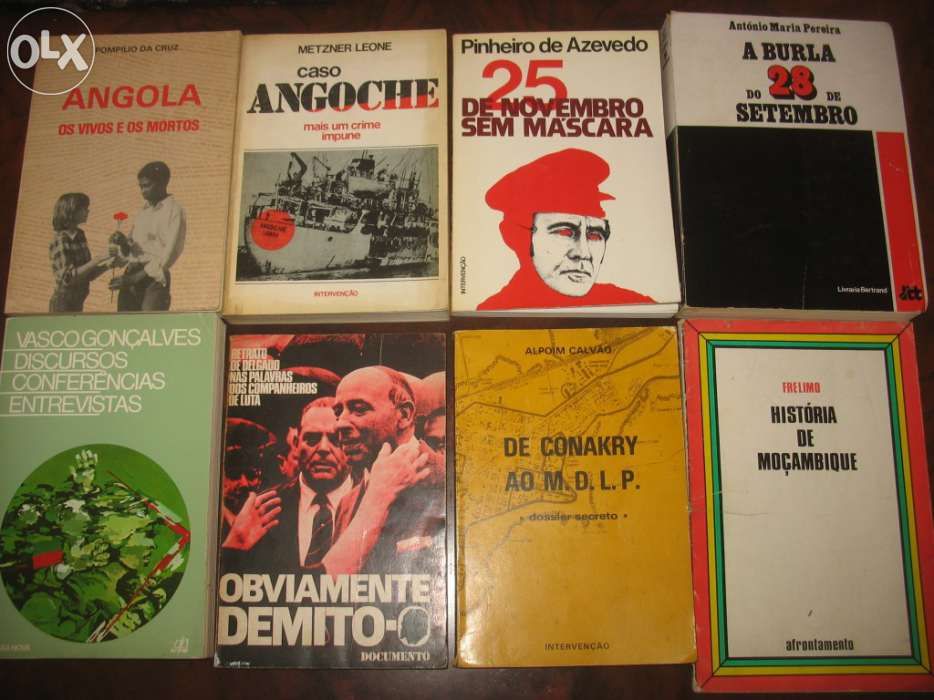 OLX
POMPILIO DA CRUZ
ANGOLA
OS VIVOS E OS MORTOS
METZNER LEONE
caso
ANGOCHE
mais um crime
impune
INTERVENÇÃO
Pinheiro de Azevedo
25
DE NOVEMBRO
SEM MÁSCARA
INTERVENÇÃO
António Maria Pereira
A BURLA
DO 28 DE
SETEMBRO
Livraria Bertrand
VASCO GONÇALVES
DISCURSOS
CONFERÊNCIAS
ENTREVISTAS
RETRATO
DE DELGADO
NAS PALAVRAS
DOS COMPANHEIROS
DE LUTA
OBVIAMENTE
DEMITO-O
DOCUMENTO
ALPOIM CALVÃO
DE CONAKRY
AO M.D.L.P.
dossier secreto
INTERVENÇÃO
FRELIMO
HISTÓRIA
DE
MOÇAMBIQUE
afrontamento